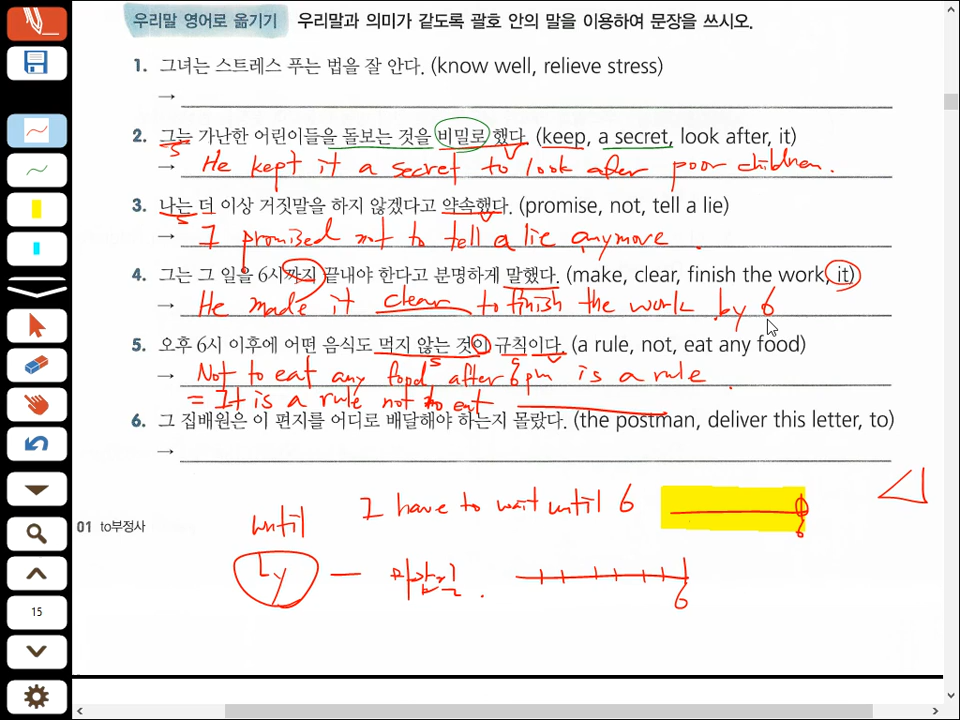 우리말 영어로 옮기기 우리말과 의미가 같도록 괄호 안의 말을 이용하여 문장을 쓰시오.
1. 그녀는 스트레스 푸는 법을 잘 안다. (know well, relieve stress)
→
2. 그는 가난한 어린이들을 돌보는 것을 비밀로 했다. (keep, a secret, look after, it)
s
→ He kept it a secret to look after poor children.
3. 나는 더 이상 거짓말을 하지 않겠다고 약속했다. (promise, not, tell a lie)
s
→ I promised not to tell a lie anymore.
4. 그는 그 일을 6시까지 끝내야 한다고 분명하게 말했다. (make, clear, finish the work, it)
→ He made it clear to finish the work by 6
5. 오후 6시 이후에 어떤 음식도 먹지 않는 것이 규칙이다. (a rule, not, eat any food)
s c
→ Not to eat any food after 6pm is a rule.
= It is a rule not to eat
6. 그 집배원은 이 편지를 어디로 배달해야 하는지 몰랐다. (the postman, deliver this letter, to)
→
until I have to wait until 6
6
01 to부정사
by
6
15